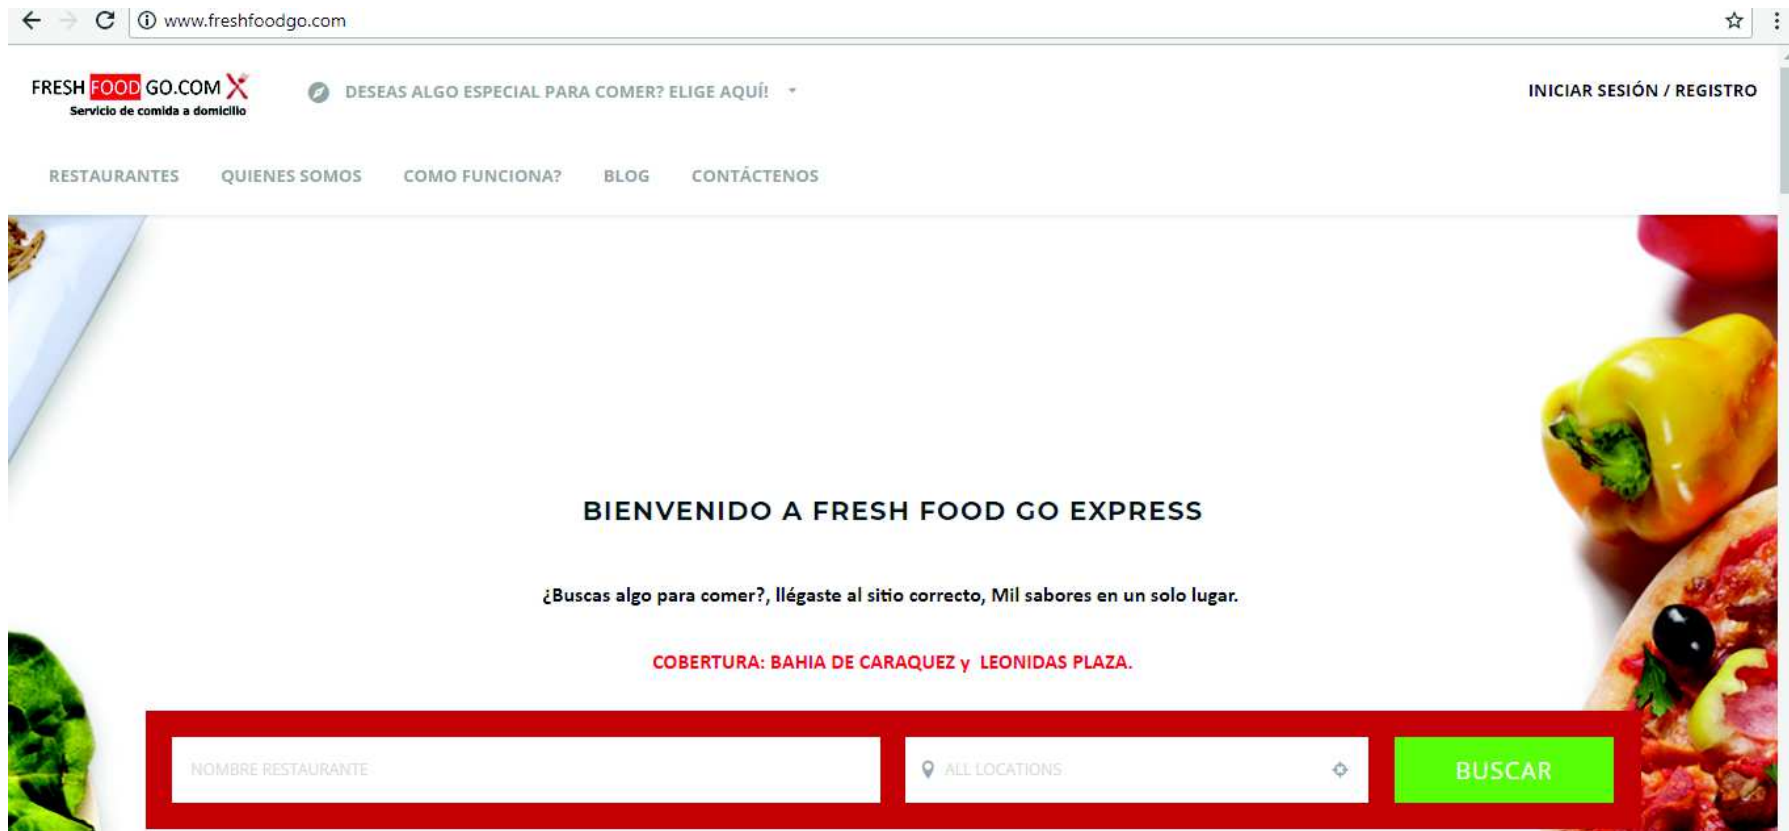 www.freshfoodgo.com
FRESH FOOD GO.COM
Servicio de comida a domicilio
DESEAS ALGO ESPECIAL PARA COMER? ELIGE AQUÍ!
INICIAR SESIÓN / REGISTRO
RESTAURANTES QUIENES SOMOS COMO FUNCIONA? BLOG CONTÁCTENOS
BIENVENIDO A FRESH FOOD GO EXPRESS
¿Buscas algo para comer?, llégaste al sitio correcto, Mil sabores en un solo lugar.
COBERTURA: BAHIA DE CARAQUEZ y LEONIDAS PLAZA.
NOMBRE RESTAURANTE
ALL LOCATIONS
BUSCAR